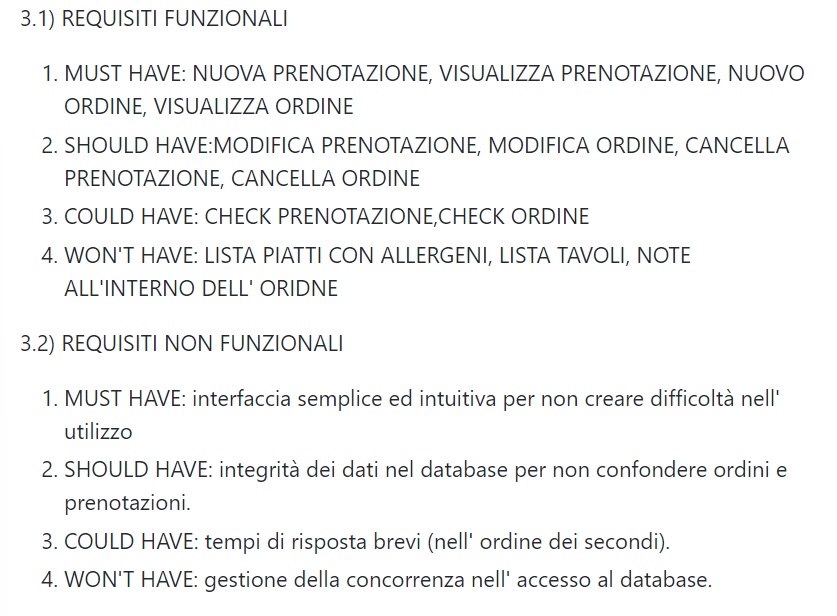 3.1) REQUISITI FUNZIONALI
1. MUST HAVE: NUOVA PRENOTAZIONE, VISUALIZZA PRENOTAZIONE, NUOVO
ORDINE, VISUALIZZA ORDINE
2. SHOULD HAVE:MODIFICA PRENOTAZIONE, MODIFICA ORDINE, CANCELLA
PRENOTAZIONE, CANCELLA ORDINE
3. COULD HAVE: CHECK PRENOTAZIONE,CHECK ORDINE
4. WON'T HAVE: LISTA PIATTI CON ALLERGENI, LISTA TAVOLI, NOTE
ALL'INTERNO DELL' ORIDNE
3.2) REQUISITI NON FUNZIONALI
1. MUST HAVE: interfaccia semplice ed intuitiva per non creare difficoltà nell'
utilizzo
2. SHOULD HAVE: integrità dei dati nel database per non confondere ordini e
prenotazioni.
3. COULD HAVE: tempi di risposta brevi (nell' ordine dei secondi).
4. WON'T HAVE: gestione della concorrenza nell' accesso al database.